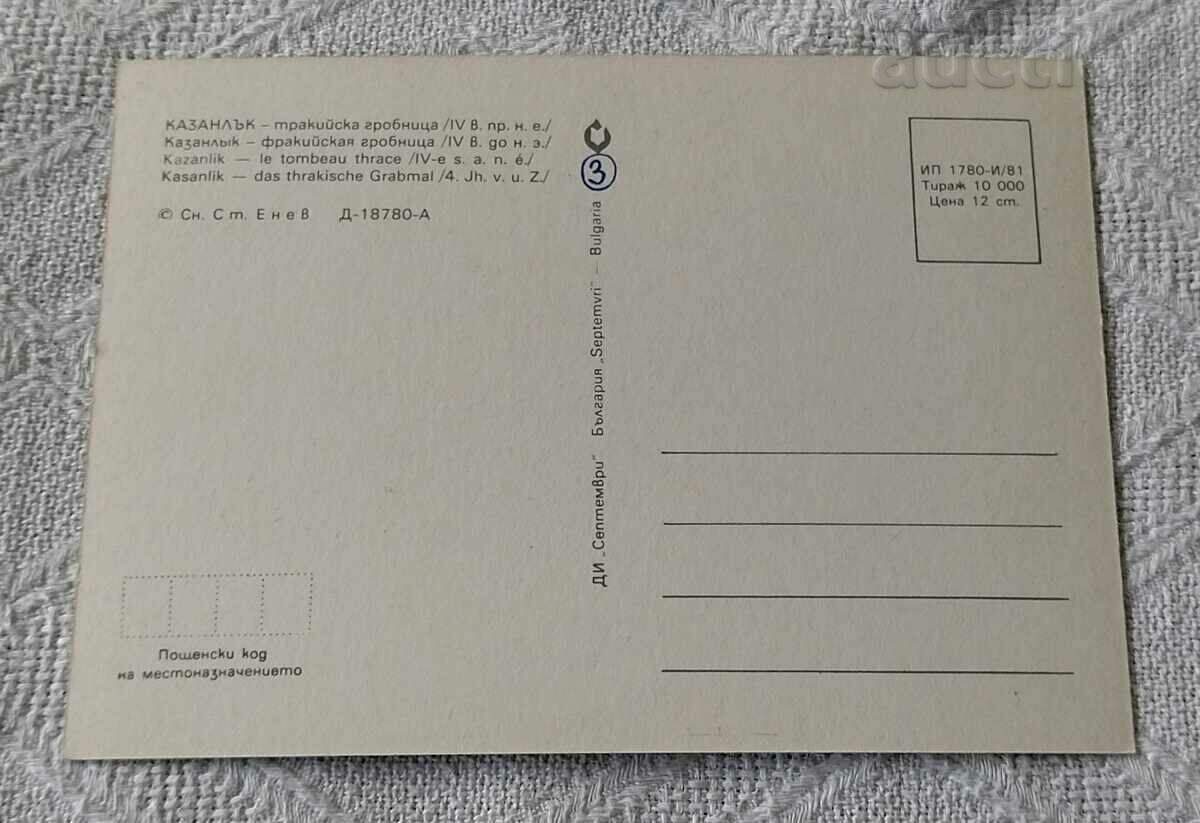 КАЗАНЛЪК – тракийска гробница /IV в. пр. н. е./
Казанлык – фракийская гробница /IV в. до н. э./
Kazanlik — le tombeau thrace /IV-e s. a. n. é./
Kasanlik – das thrakische Grabmal /4. Jh. v. u. Z./
© Сн. Ст. Енев Д-18780-А
3
ДИ „Септември" България „Septemvri" — Bulgaria
aucti
ИП 1780-И/81
Тираж 10 000
Цена 12 ст.
Пощенски код
на местоназначението